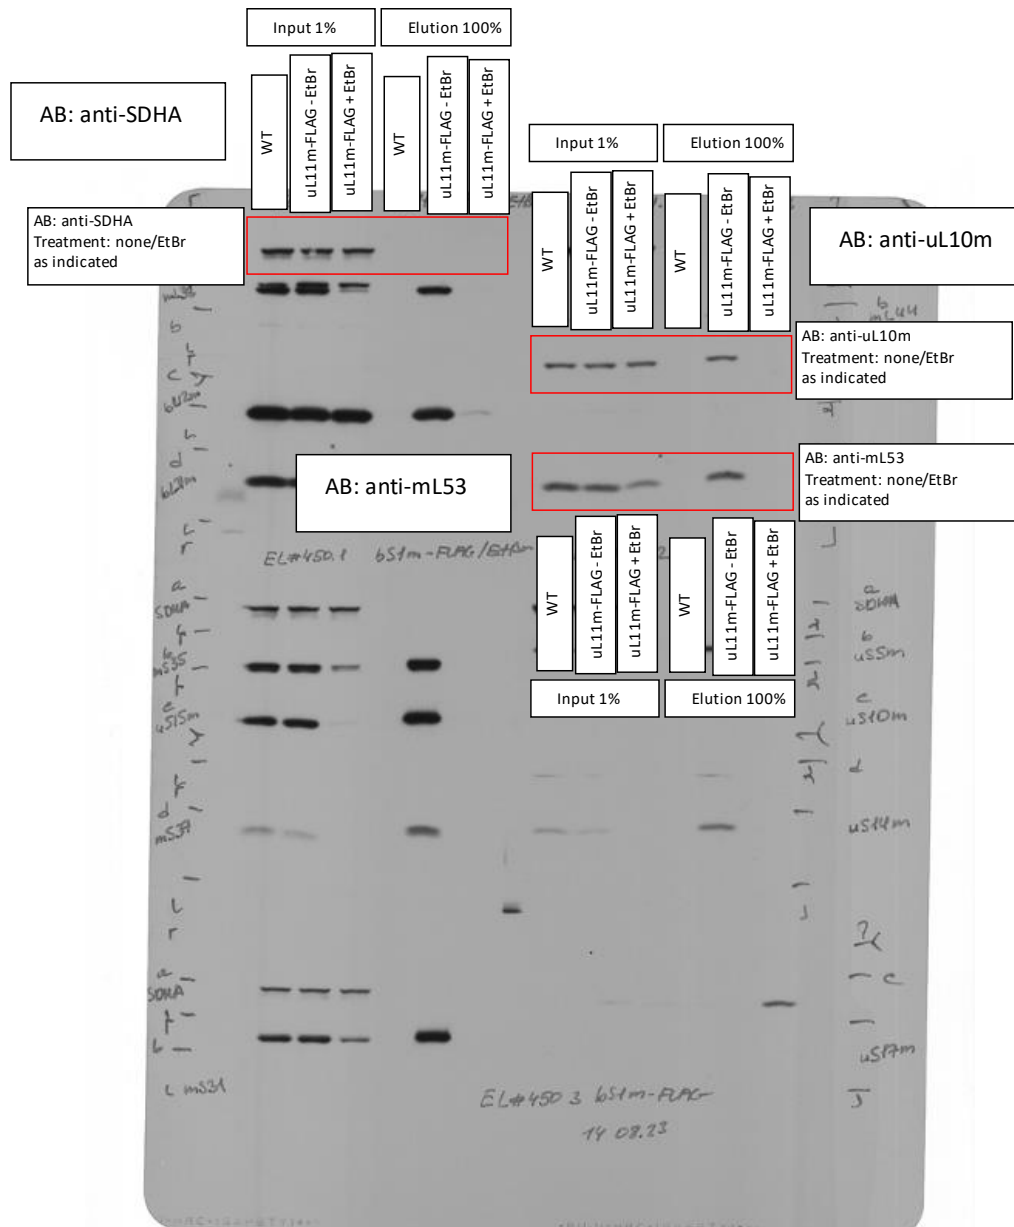 Input 1%
Elution 100%
AB: anti-SDHA
WT
uL11m-FLAG - EtBr
uL11m-FLAG + EtBr
WT
uL11m-FLAG - EtBr
uL11m-FLAG + EtBr
Input 1%
Elution 100%
AB: anti-SDHA
Treatment: none/EtBr
as indicated
WT
uL11m-FLAG - EtBr
uL11m-FLAG + EtBr
WT
uL11m-FLAG - EtBr
uL11m-FLAG + EtBr
AB: anti-uL10m
b
mL44
b
AB: anti-uL10m
Treatment: none/EtBr
as indicated
c
d
AB: anti-mL53
AB: anti-mL53
Treatment: none/EtBr
as indicated
EL#450.1 bS1m-FLAG/EtBr
2
a
SDHA
a
SDHA
b
mS35
b
uS5m
c
uS15m
c
uS10m
WT
uL11m-FLAG - EtBr
uL11m-FLAG + EtBr
WT
uL11m-FLAG - EtBr
uL11m-FLAG + EtBr
Input 1%
Elution 100%
d
mS37
d
uS14m
a
SDHA
c
b
uS17m
c mS31
EL#450 3 bS1m-FLAG
14 08.23